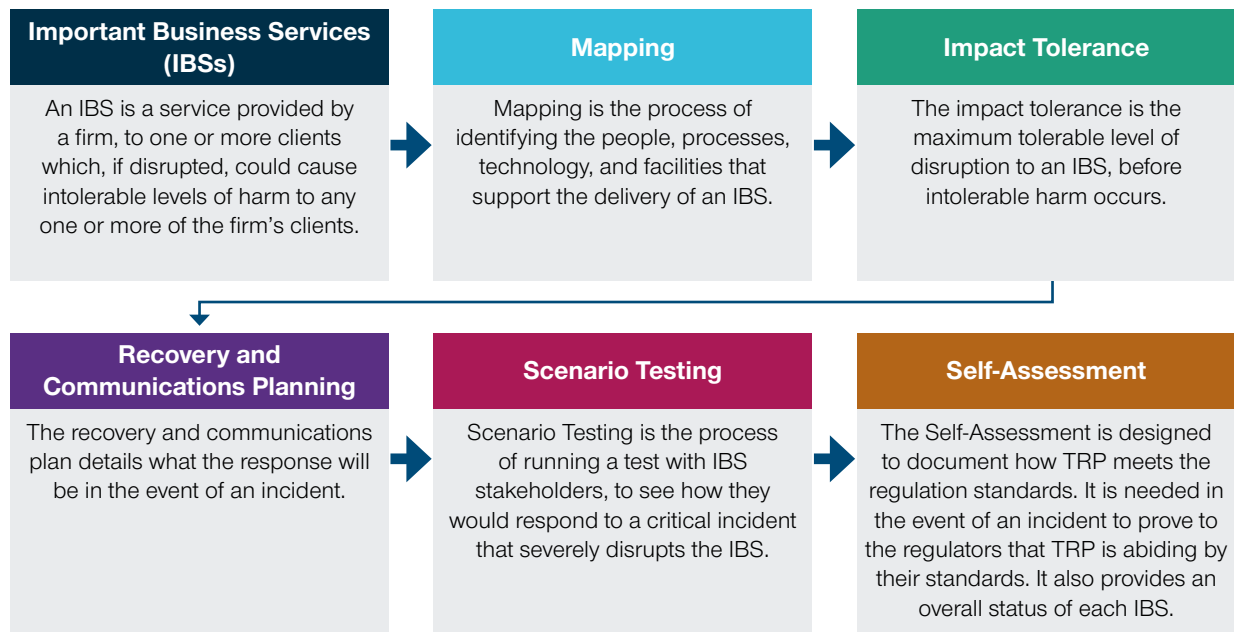 Important Business Services
(IBSs)
An IBS is a service provided by
a firm, to one or more clients
which, if disrupted, could cause
intolerable levels of harm to any
one or more of the firm’s clients.
Mapping
Mapping is the process of
identifying the people, processes,
technology, and facilities that
support the delivery of an IBS.
Impact Tolerance
The impact tolerance is the
maximum tolerable level of
disruption to an IBS, before
intolerable harm occurs.
Recovery and
Communications Planning
The recovery and communications
plan details what the response will
be in the event of an incident.
Scenario Testing
Scenario Testing is the process
of running a test with IBS
stakeholders, to see how they
would respond to a critical incident
that severely disrupts the IBS.
Self-Assessment
The Self-Assessment is designed
to document how TRP meets the
regulation standards. It is needed in
the event of an incident to prove to
the regulators that TRP is abiding by
their standards. It also provides an
overall status of each IBS.